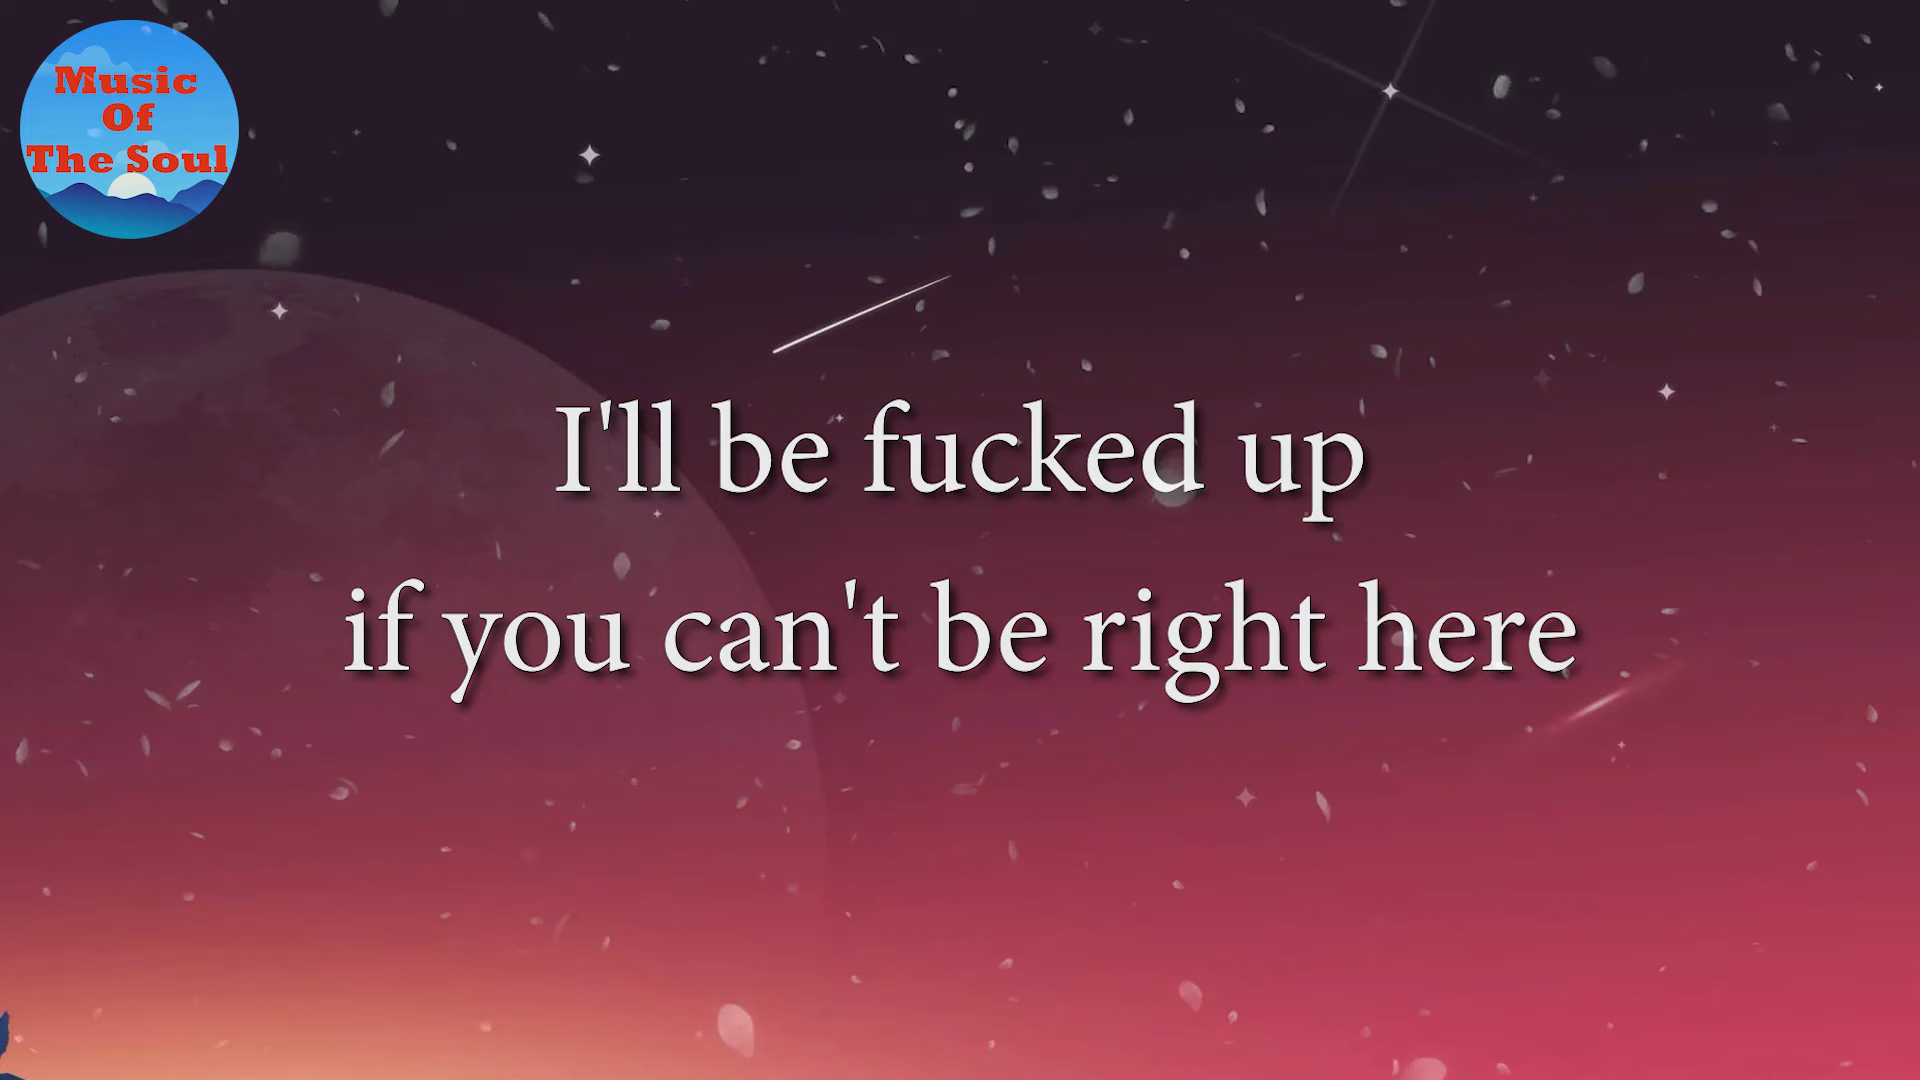 Music
Of
The Soul
I'll be fucked up
if you can't be right here